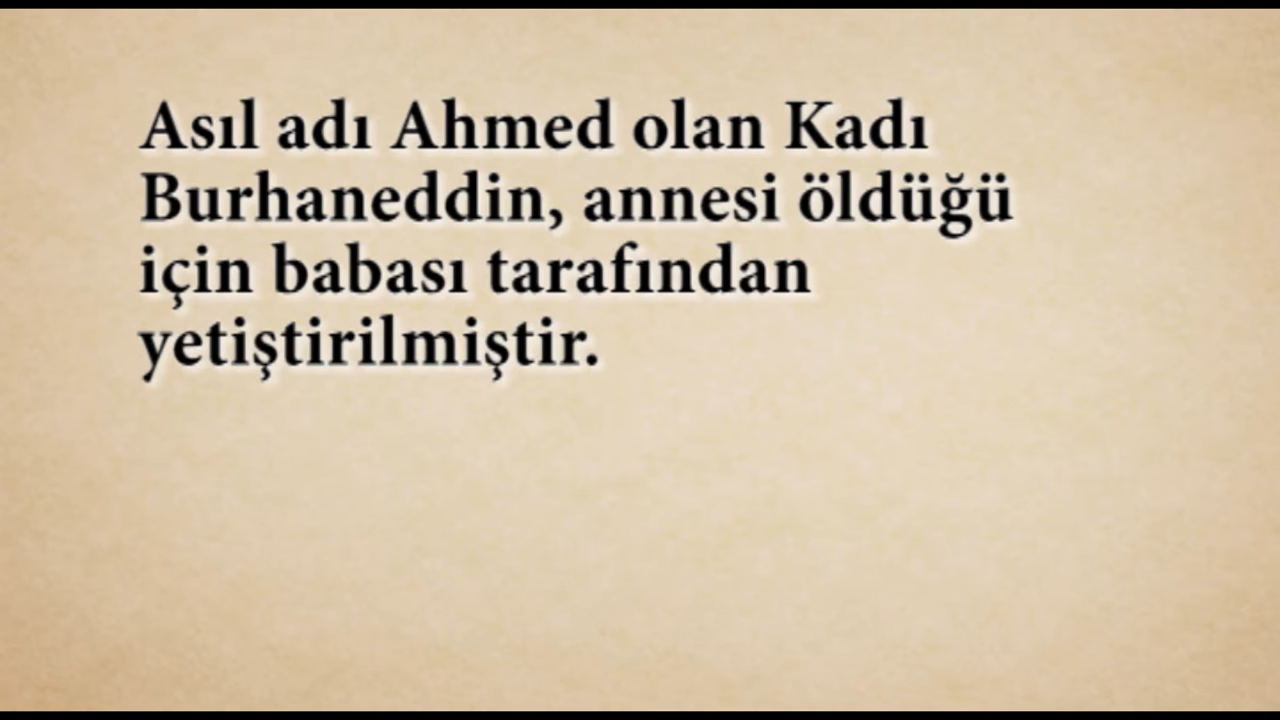 Asıl adı Ahmed olan Kadı
Burhaneddin, annesi öldüğü
için babası tarafından
yetiştirilmiştir.